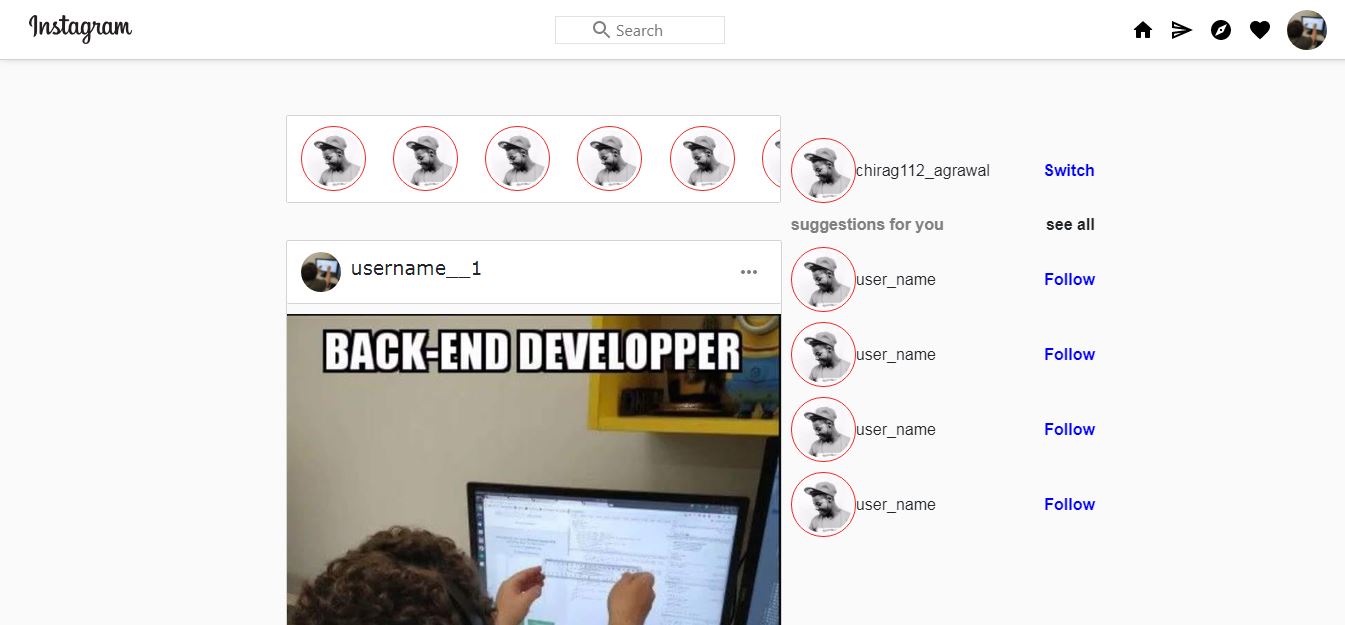 Instagram
Search
chirag112_agrawal Switch
suggestions for you see all
username__1
user_name Follow
BACK-END DEVELOPPER
user_name Follow
user_name Follow
user_name Follow